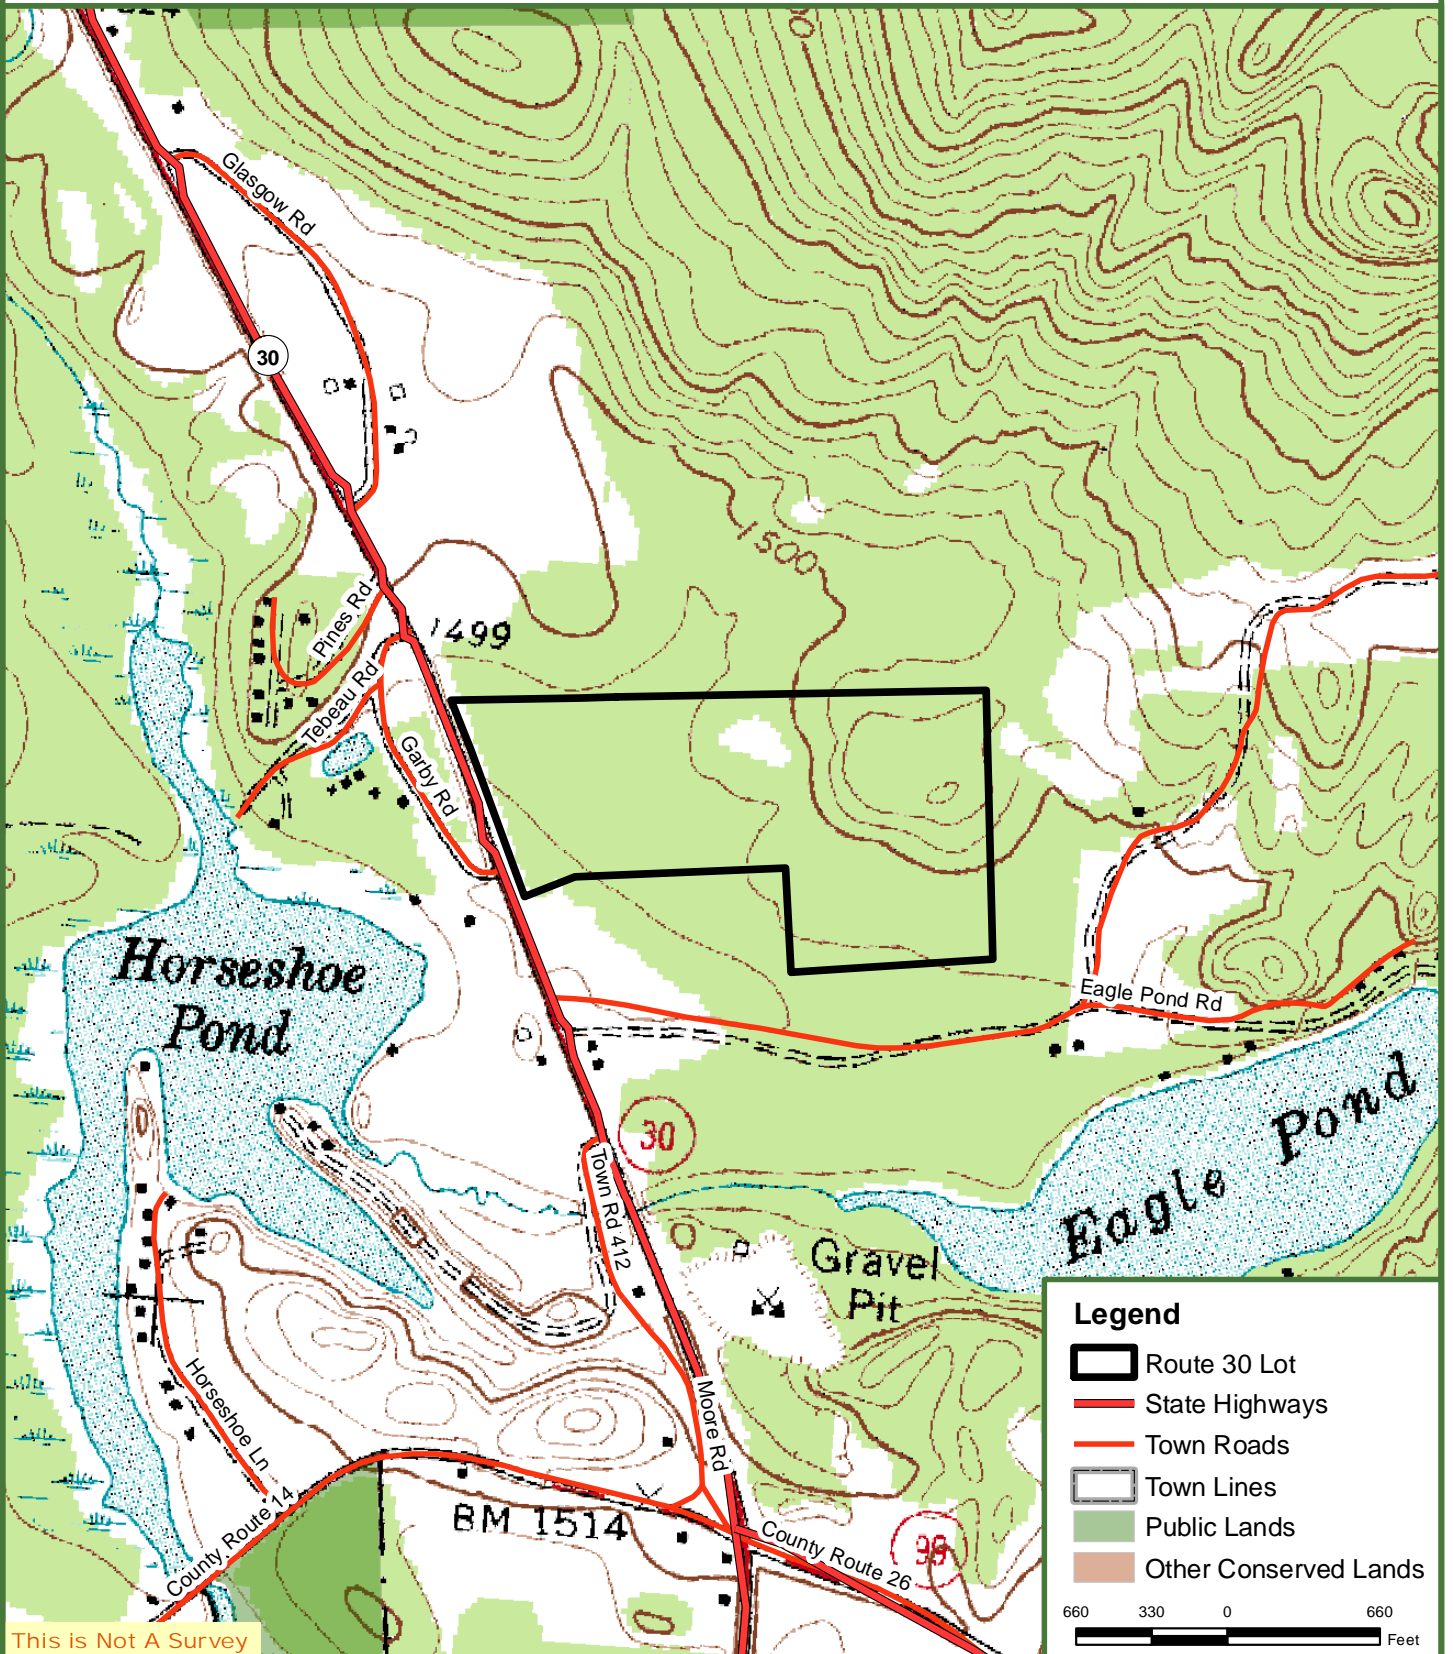 Glasgow Rd
30
1500
Pines Rd
1499
Tebeau Rd
Garby Rd
Horseshoe
Pond
Eagle Pond Rd
30
Town Rd 412
Eagle Pond
Gravel
Pit
Horseshoe Ln
Moore Rd
County Route 14
BM 1514
County Route 26
99
Legend
Route 30 Lot
State Highways
Town Roads
Town Lines
Public Lands
Other Conserved Lands
660 330 0 660
Feet
This is Not A Survey